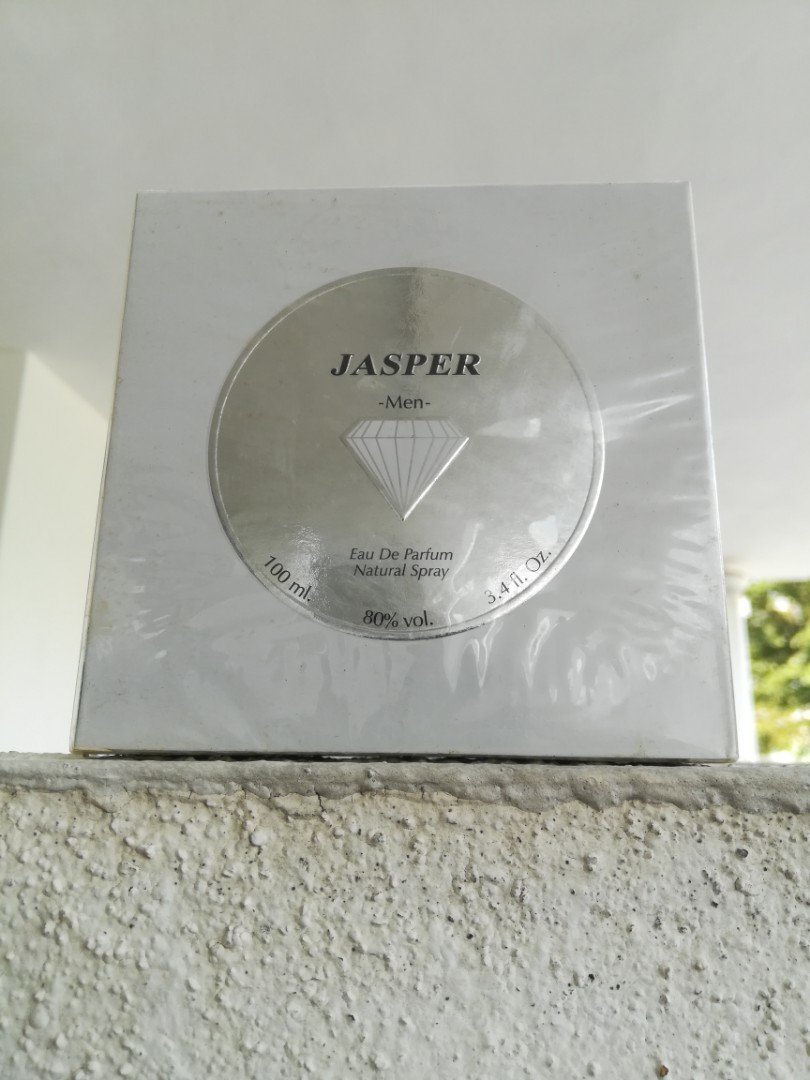 JASPER
-Men-
Eau De Parfum
Natural Spray
100 ml.
80% vol.
3.4 fl. Oz.